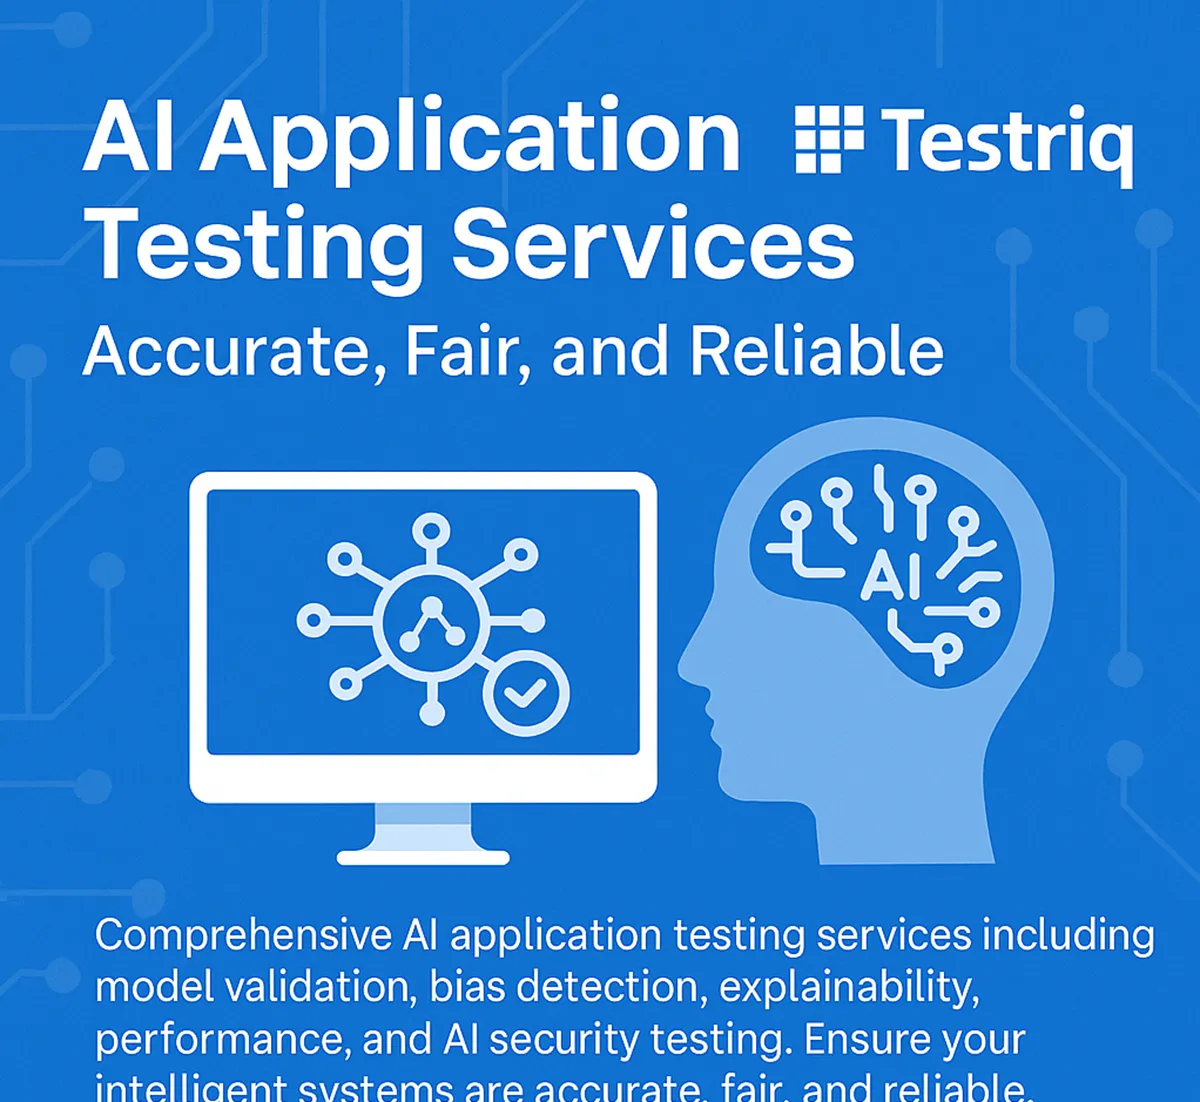 AI Application
Testriq
Testing Services
Accurate, Fair, and Reliable
AI
Comprehensive AI application testing services including
model validation, bias detection, explainability,
performance, and AI security testing. Ensure your
intelligent systems are accurate, fair, and reliable.